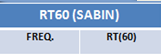 RT60 (SABIN)
FREQ. RT(60)